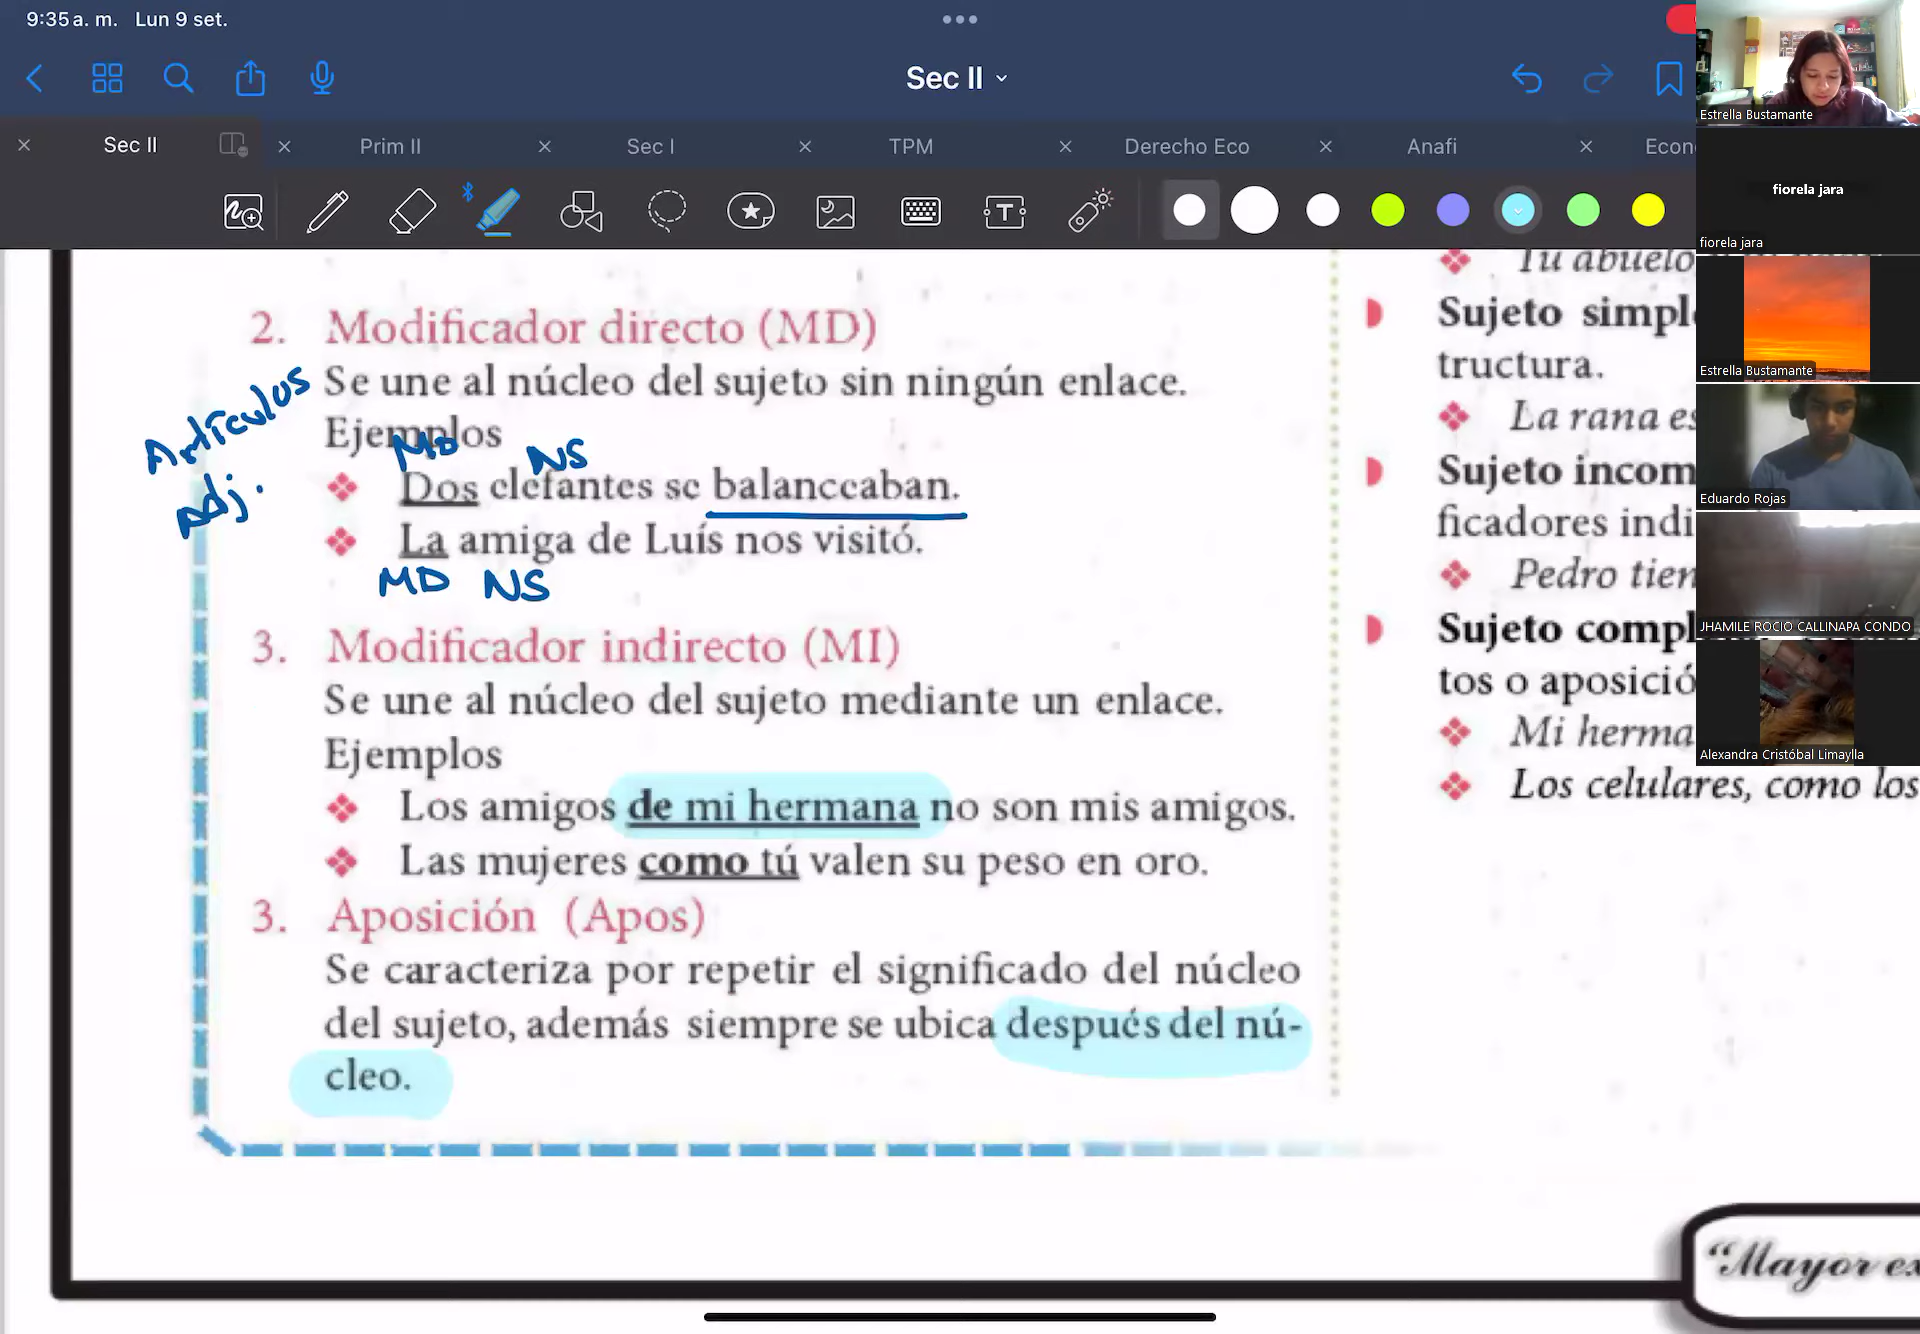 9:35 a. m. Lun 9 set.
Sec II
Sec II
Prim II
Sec I
TPM
Derecho Eco
Anafi
Econ
2. Modificador directo (MD)
Se une al núcleo del sujeto sin ningún enlace.
Artículos
Adj.
Ejemplos
MD NS
Dos elefantes se balanceaban.
La amiga de Luís nos visitó.
MD NS
3. Modificador indirecto (MI)
Se une al núcleo del sujeto mediante un enlace.
Ejemplos
Los amigos de mi hermana no son mis amigos.
Las mujeres como tú valen su peso en oro.
3. Aposición (Apos)
Se caracteriza por repetir el significado del núcleo
del sujeto, además siempre se ubica después del nú-
cleo.
Tu abuelo
Sujeto simpl
tructura.
La rana es
Sujeto incom
ficadores indi
Pedro tien
Sujeto compl
tos o aposició
Mi herma
Los celulares, como los
"Mayor ex
Estrella Bustamante
fiorela jara
fiorela jara
Estrella Bustamante
Eduardo Rojas
JHAMILE ROCIO CALLINAPA CONDO
Alexandra Cristóbal Limaylla